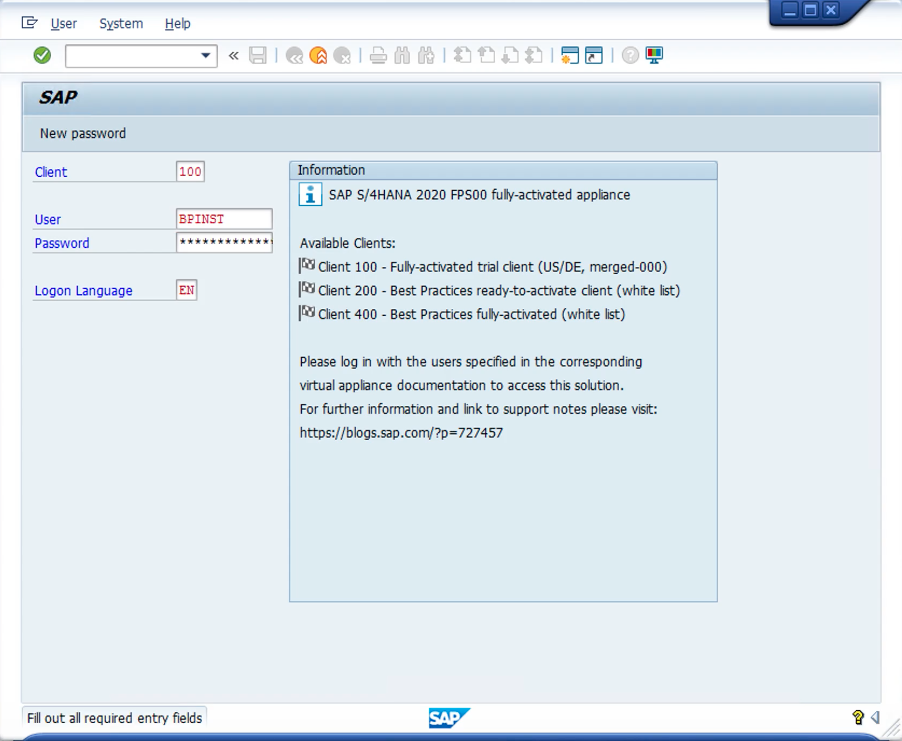 User System Help
«
SAP
New password
Client 100
Information
SAP S/4HANA 2020 FPS00 fully-activated appliance
User BPINST
Password *************
Available Clients:
Client 100 - Fully-activated trial client (US/DE, merged-000)
Logon Language EN
Client 200 - Best Practices ready-to-activate client (white list)
Client 400 - Best Practices fully-activated (white list)
Please log in with the users specified in the corresponding
virtual appliance documentation to access this solution.
For further information and link to support notes please visit:
https://blogs.sap.com/?p=727457
Fill out all required entry fields
SAP